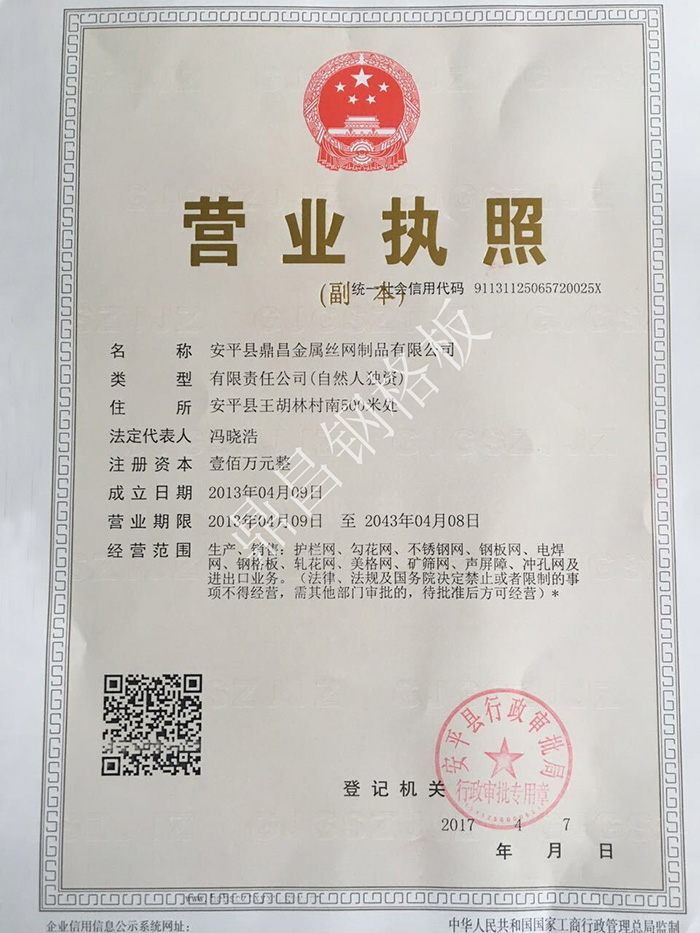 营业执照
(副 本)
统一社会信用代码 91131125065720025X
名称 安平县鼎昌金属丝网制品有限公司
类型 有限责任公司(自然人独资)
住所 安平县王胡林村南500米处
法定代表人 冯晓浩
注册资本 壹佰万元整
成立日期 2013年04月09日
营业期限 2013年04月09日 至 2043年04月08日
经营范围 生产、销售：护栏网、勾花网、不锈钢网、钢板网、电焊
网、钢格板、轧花网、美格网、矿筛网、声屏障、冲孔网及
进出口业务。（法律、法规及国务院决定禁止或者限制的事
项不得经营，需其他部门审批的，待批准后方可经营）*
鼎昌钢格板
登记机关
安平县行政审批局
行政审批专用章
2017 4 7
年 月 日
企业信用信息公示系统网址：
中华人民共和国国家工商行政管理总局监制